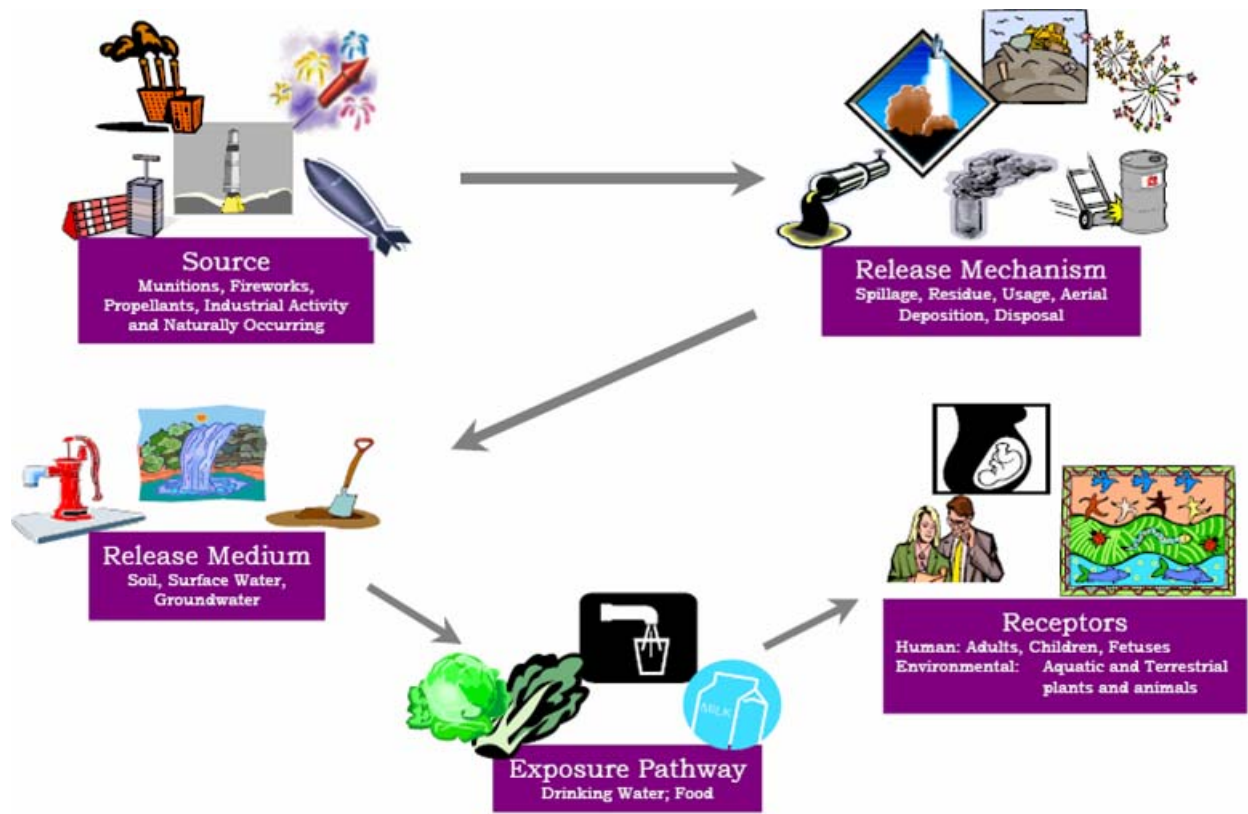 Source
Munitions, Fireworks,
Propellants, Industrial Activity
and Naturally Occurring
Release Mechanism
Spillage, Residue, Usage, Aerial
Deposition, Disposal
Release Medium
Soil, Surface Water,
Groundwater
MILK
Exposure Pathway
Drinking Water; Food
Receptors
Human: Adults, Children, Fetuses
Environmental: Aquatic and Terrestrial
plants and animals